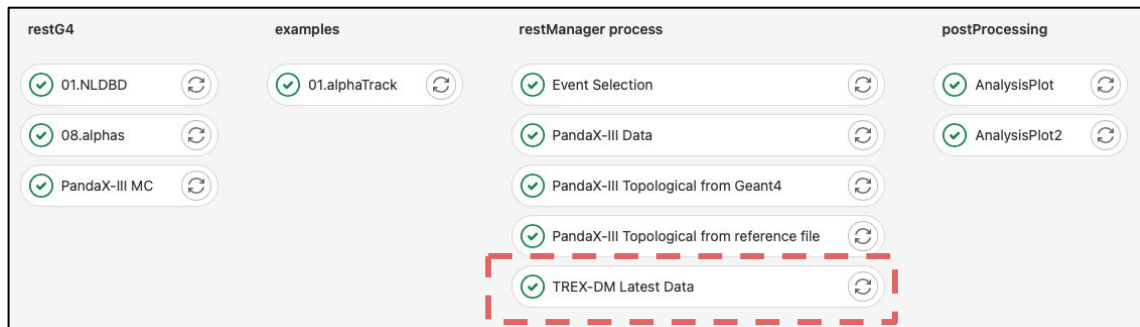 restG4
01.NLDBD
08.alphas
PandaX-III MC
examples
01.alphaTrack
restManager process
Event Selection
PandaX-III Data
PandaX-III Topological from Geant4
PandaX-III Topological from reference file
TREX-DM Latest Data
postProcessing
AnalysisPlot
AnalysisPlot2